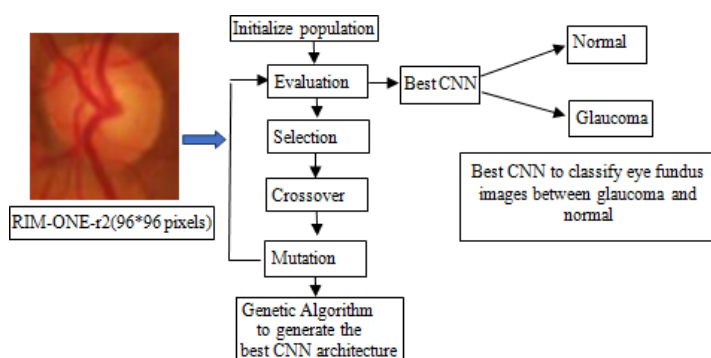 Initialize population
Evaluation
Best CNN
Normal
Glaucoma
Selection
Crossover
Mutation
Genetic Algorithm
to generate the
best CNN architecture
RIM-ONE-r2(96*96 pixels)
Best CNN to classify eye fundus
images between glaucoma and
normal